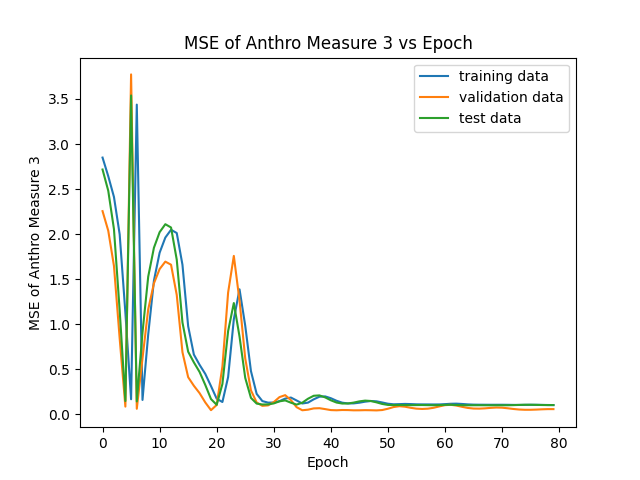 MSE of Anthro Measure 3 vs Epoch
training data
validation data
test data
MSE of Anthro Measure 3
3.5
3.0
2.5
2.0
1.5
1.0
0.5
0.0
0 10 20 30 40 50 60 70 80
Epoch